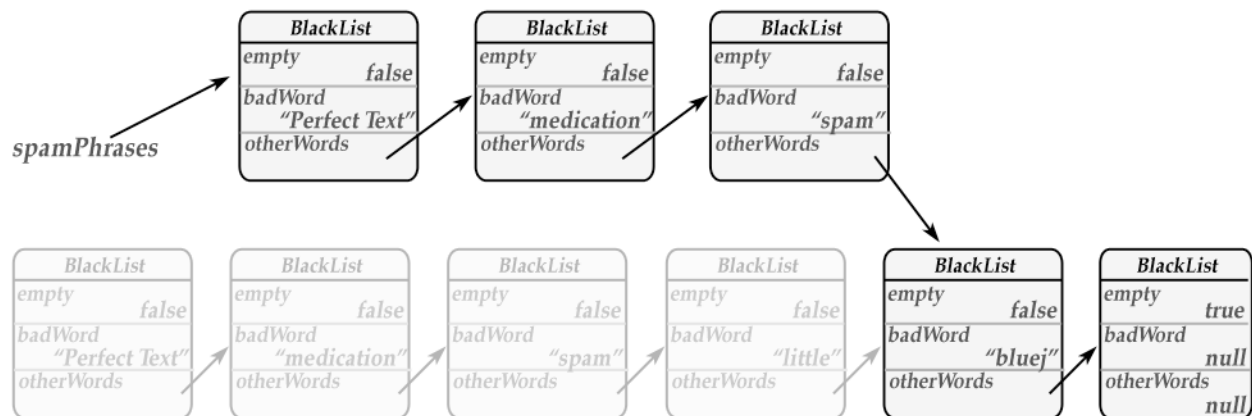 BlackList BlackList BlackList
empty empty empty
false false false
badWord badWord badWord
“Perfect Text” “medication” “spam”
spamPhrases
otherWords otherWords otherWords
BlackList BlackList BlackList BlackList BlackList BlackList
empty empty empty empty empty empty
false false false false false true
badWord badWord badWord badWord badWord badWord
“Perfect Text” “medication” “spam” “little” “bluej” null
otherWords otherWords otherWords otherWords otherWords otherWords
null